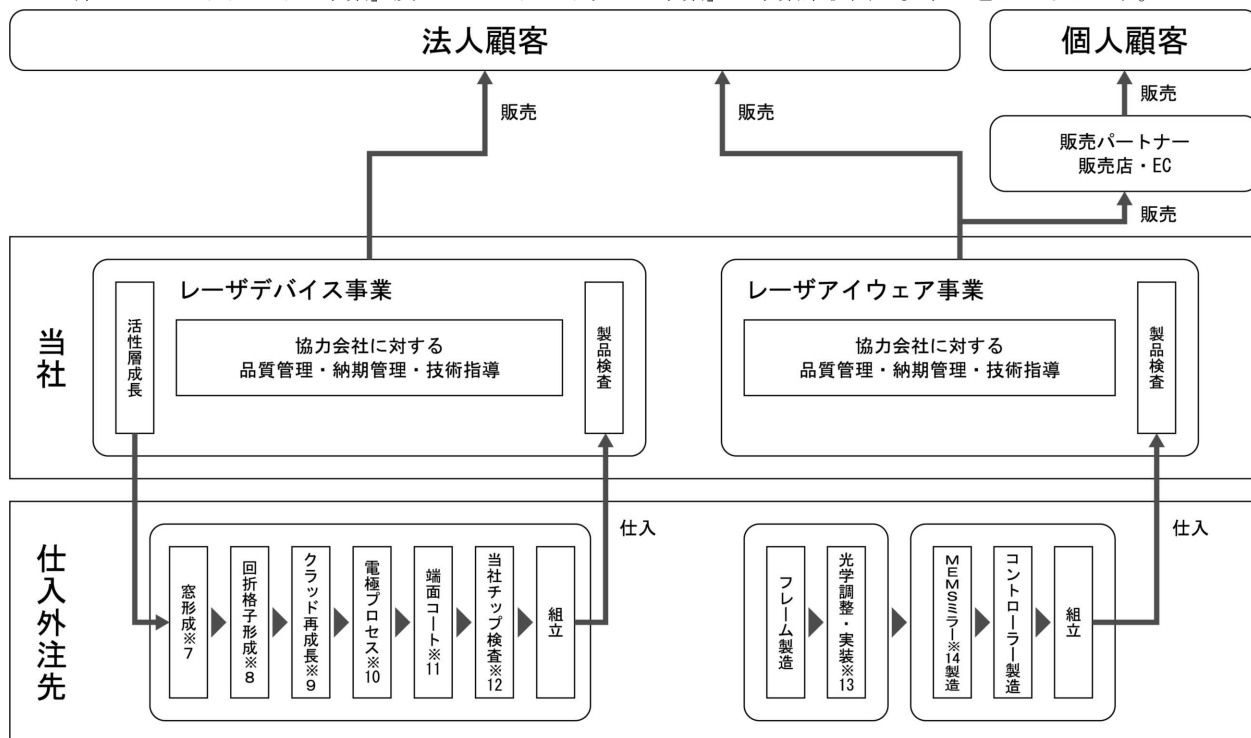 法人顧客
個人顧客
販売
販売
販売
販売パートナー
販売店・EC
販売
当社
レーザデバイス事業
活性層成長
協力会社に対する
品質管理・納期管理・技術指導
製品検査
レーザアイウェア事業
協力会社に対する
品質管理・納期管理・技術指導
製品検査
仕入外注先
仕入
仕入
窓形成※7
回折格子形成※8
クラッド再成長※9
電極プロセス※10
端面コート※11
当社チップ検査※12
組立
フレーム製造
光学調整・実装※13
MEMSミラー※14製造
コントローラー製造
組立